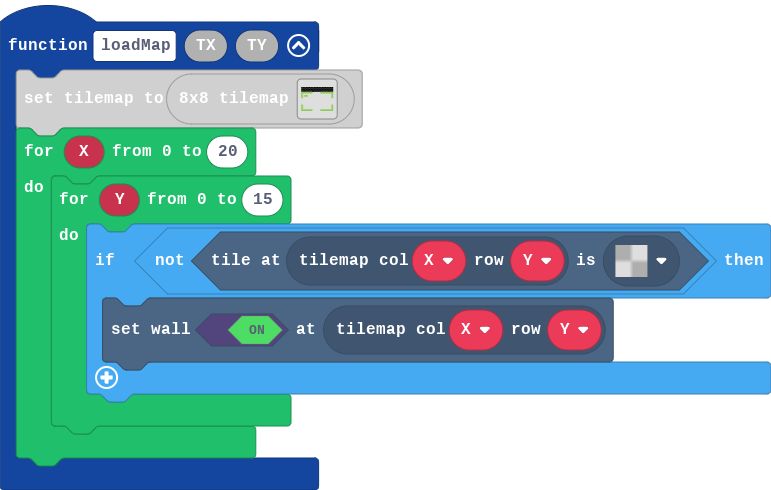 function loadMap TX TY
set tilemap to 8x8 tilemap
for X from 0 to 20
do for Y from 0 to 15
do if not tile at tilemap col X row Y is then
set wall ON at tilemap col X row Y